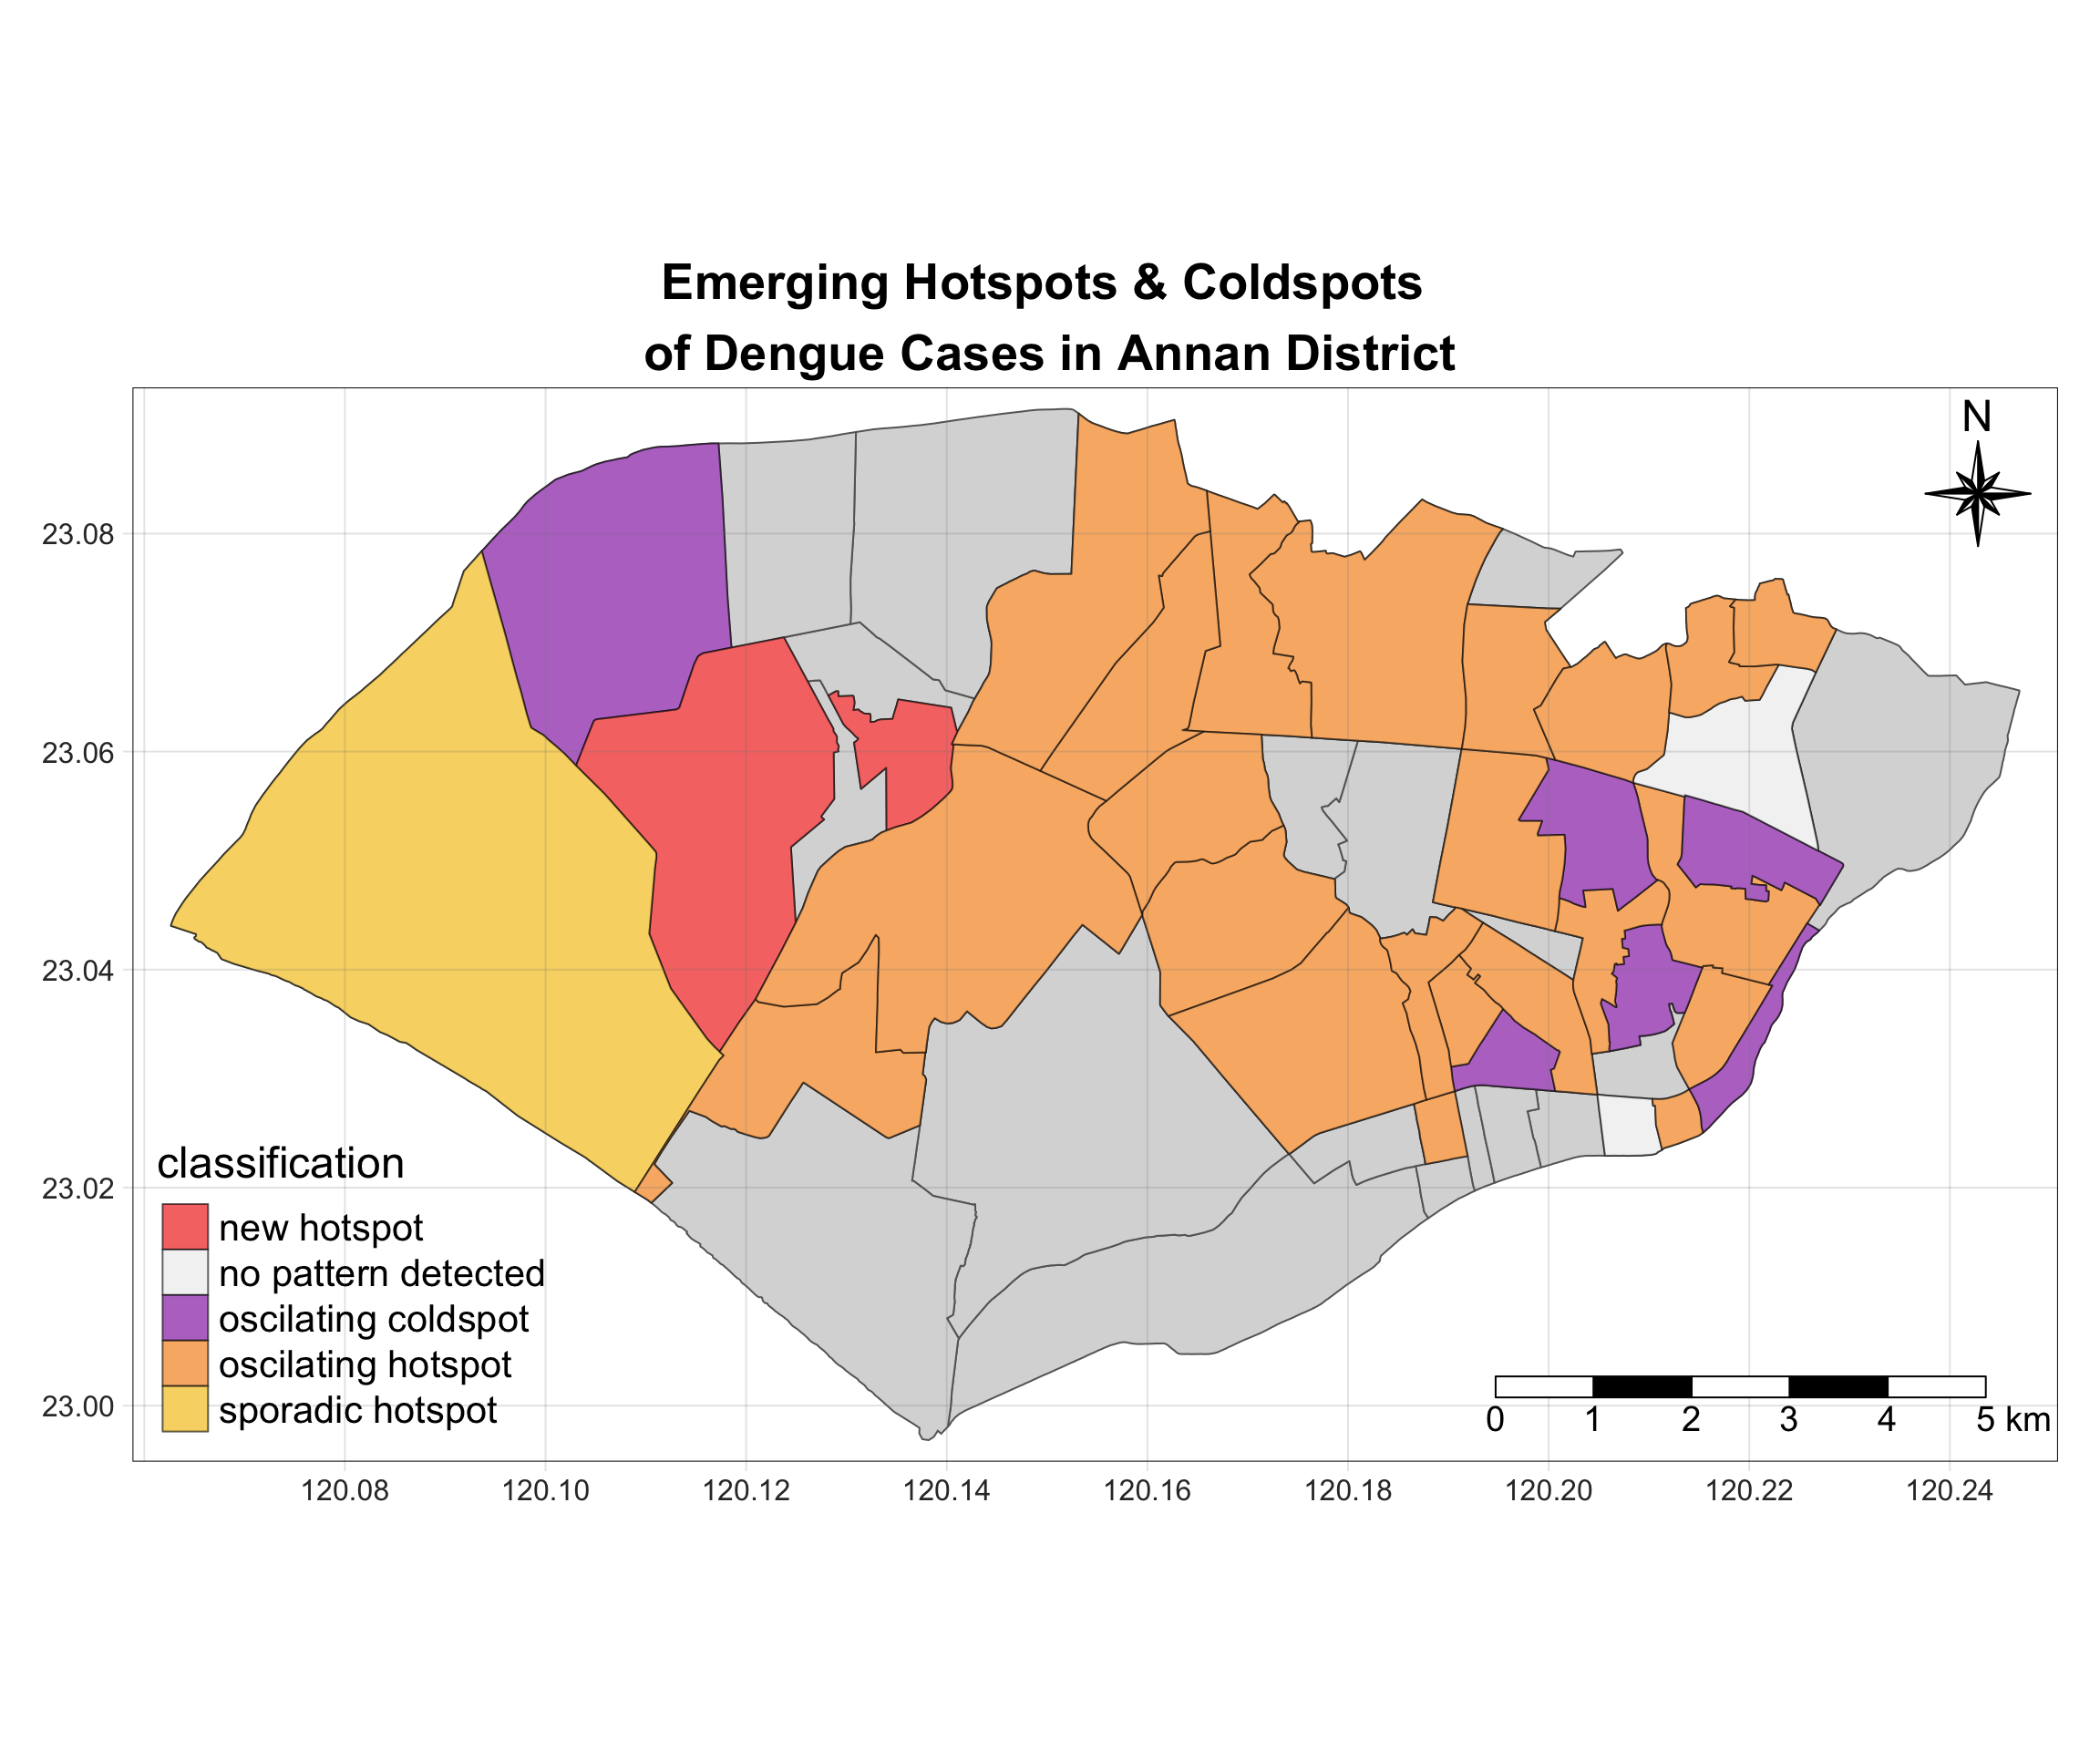 Emerging Hotspots & Coldspots
of Dengue Cases in Annan District
N
23.08
23.06
23.04
23.02
23.00
classification
new hotspot
no pattern detected
oscilating coldspot
oscilating hotspot
sporadic hotspot
0 1 2 3 4 5 km
120.08 120.10 120.12 120.14 120.16 120.18 120.20 120.22 120.24